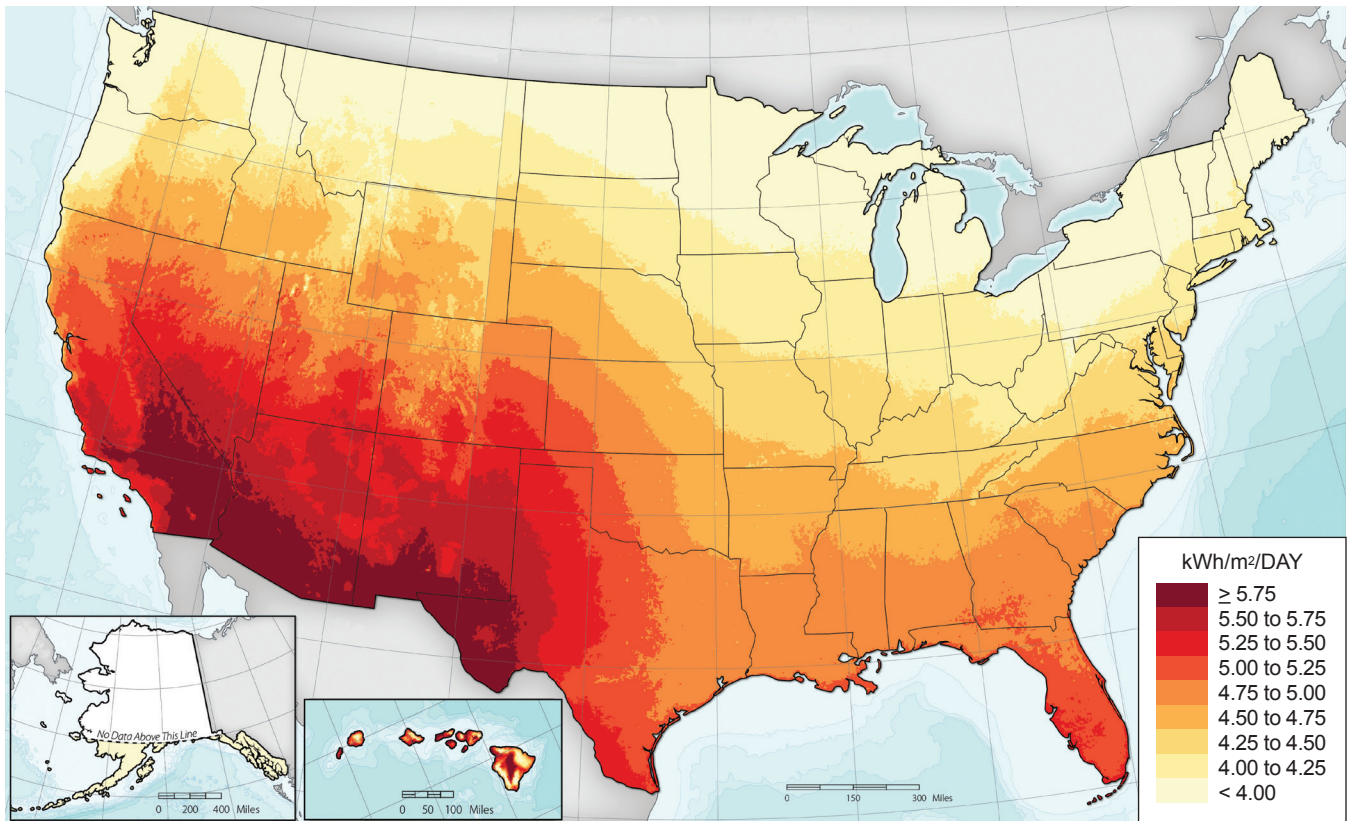 kWh/m²/DAY
≥ 5.75
5.50 to 5.75
5.25 to 5.50
5.00 to 5.25
4.75 to 5.00
4.50 to 4.75
4.25 to 4.50
4.00 to 4.25
< 4.00
No Data Above This Line
0 200 400 Miles
0 50 100 Miles
0 150 300 Miles